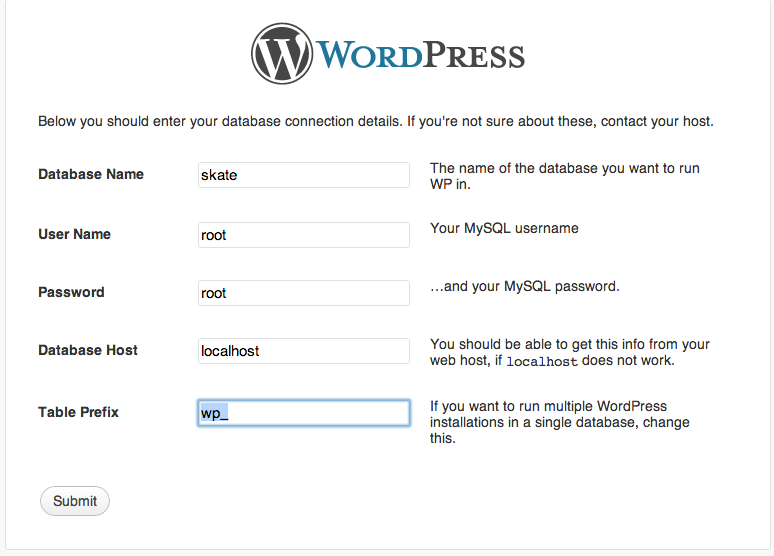 WORDPRESS
Below you should enter your database connection details. If you're not sure about these, contact your host.
Database Name
skate
The name of the database you want to run
WP in.
User Name
root
Your MySQL username
Password
root
…and your MySQL password.
Database Host
localhost
You should be able to get this info from your
web host, if localhost does not work.
Table Prefix
wp_
If you want to run multiple WordPress
installations in a single database, change
this.
Submit